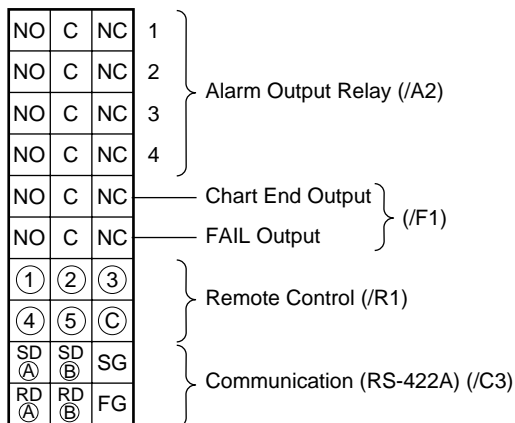 NO C NC 1
NO C NC 2
NO C NC 3
NO C NC 4
Alarm Output Relay (/A2)
NO C NC Chart End Output
NO C NC FAIL Output
(/F1)
① ② ③
④ ⑤ Ⓒ
Remote Control (/R1)
SD Ⓐ SD Ⓑ SG
RD Ⓐ RD Ⓑ FG
Communication (RS-422A) (/C3)